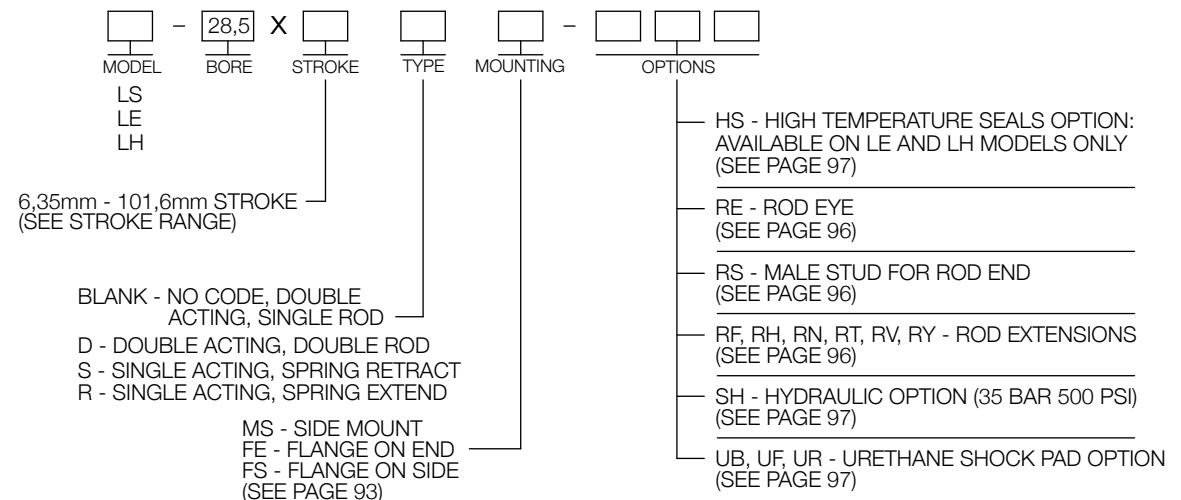 – 28,5 X –
MODEL BORE STROKE TYPE MOUNTING OPTIONS
LS
LE
LH
6,35mm - 101,6mm STROKE
(SEE STROKE RANGE)
BLANK - NO CODE, DOUBLE
ACTING, SINGLE ROD
D - DOUBLE ACTING, DOUBLE ROD
S - SINGLE ACTING, SPRING RETRACT
R - SINGLE ACTING, SPRING EXTEND
MS - SIDE MOUNT
FE - FLANGE ON END
FS - FLANGE ON SIDE
(SEE PAGE 93)
HS - HIGH TEMPERATURE SEALS OPTION:
AVAILABLE ON LE AND LH MODELS ONLY
(SEE PAGE 97)
RE - ROD EYE
(SEE PAGE 96)
RS - MALE STUD FOR ROD END
(SEE PAGE 96)
RF, RH, RN, RT, RV, RY - ROD EXTENSIONS
(SEE PAGE 96)
SH - HYDRAULIC OPTION (35 BAR 500 PSI)
(SEE PAGE 97)
UB, UF, UR - URETHANE SHOCK PAD OPTION
(SEE PAGE 97)